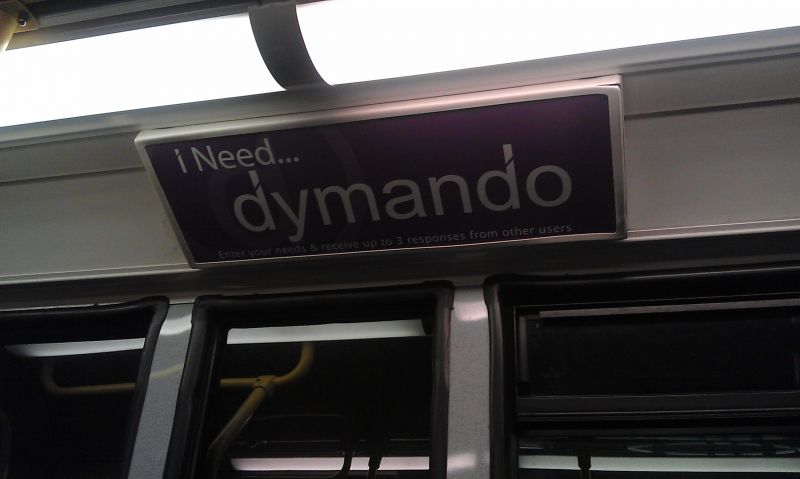 i Need...
dymando
Enter your needs & receive up to 3 responses from other users